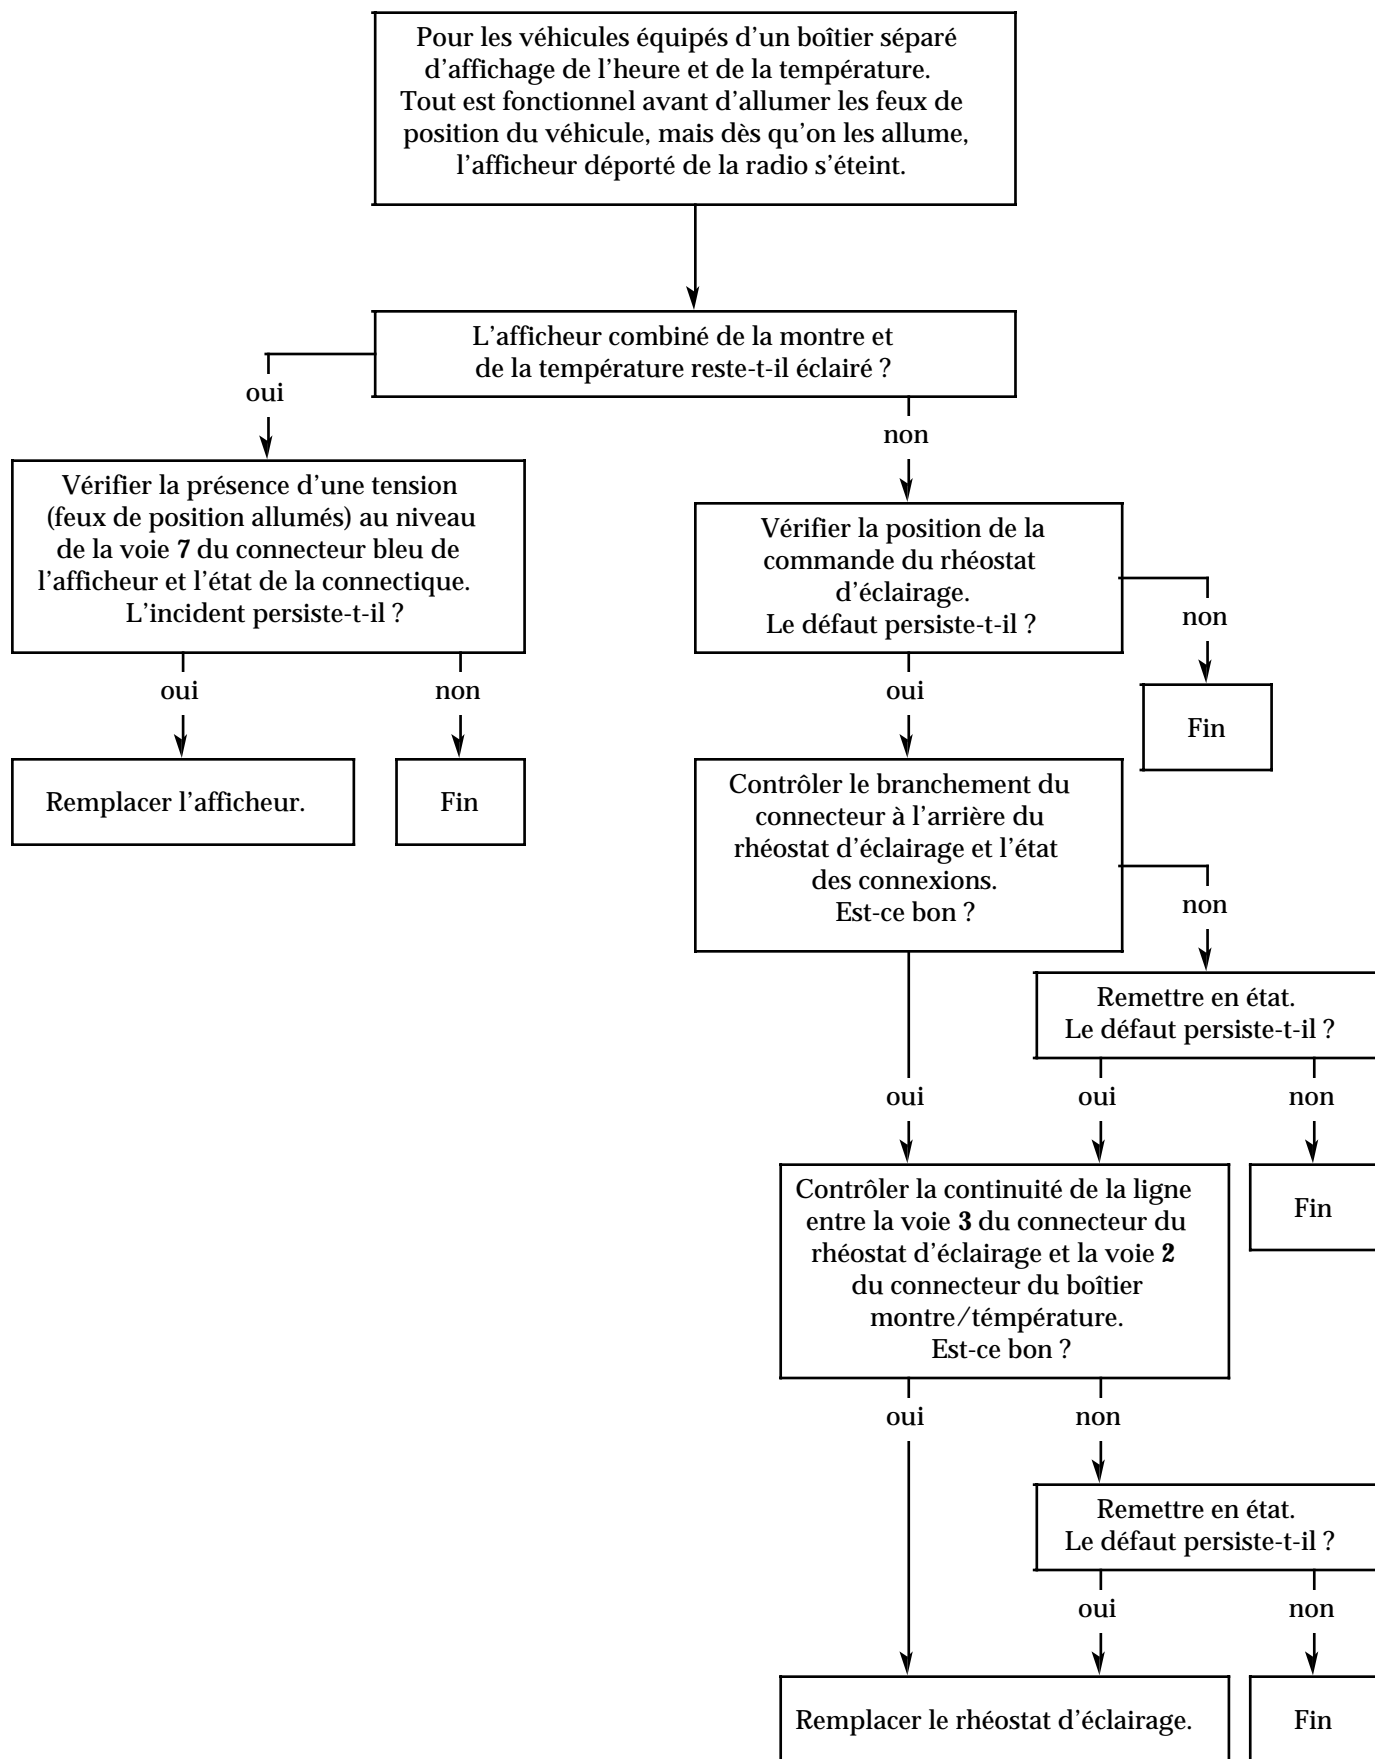 Pour les véhicules équipés d’un boîtier séparé
d’affichage de l’heure et de la température.
Tout est fonctionnel avant d’allumer les feux de
position du véhicule, mais dès qu’on les allume,
l’afficheur déporté de la radio s’éteint.
L’afficheur combiné de la montre et
de la température reste-t-il éclairé ?
oui
non
Vérifier la présence d’une tension
(feux de position allumés) au niveau
de la voie 7 du connecteur bleu de
l’afficheur et l’état de la connectique.
L’incident persiste-t-il ?
oui
non
Remplacer l’afficheur.
Fin
Vérifier la position de la
commande du rhéostat
d’éclairage.
Le défaut persiste-t-il ?
non
oui
Fin
Contrôler le branchement du
connecteur à l’arrière du
rhéostat d’éclairage et l’état
des connexions.
Est-ce bon ?
non
Remettre en état.
Le défaut persiste-t-il ?
oui
oui
non
Contrôler la continuité de la ligne
entre la voie 3 du connecteur du
rhéostat d’éclairage et la voie 2
du connecteur du boîtier
montre/témpérature.
Est-ce bon ?
Fin
oui
non
Remettre en état.
Le défaut persiste-t-il ?
oui
non
Remplacer le rhéostat d’éclairage.
Fin